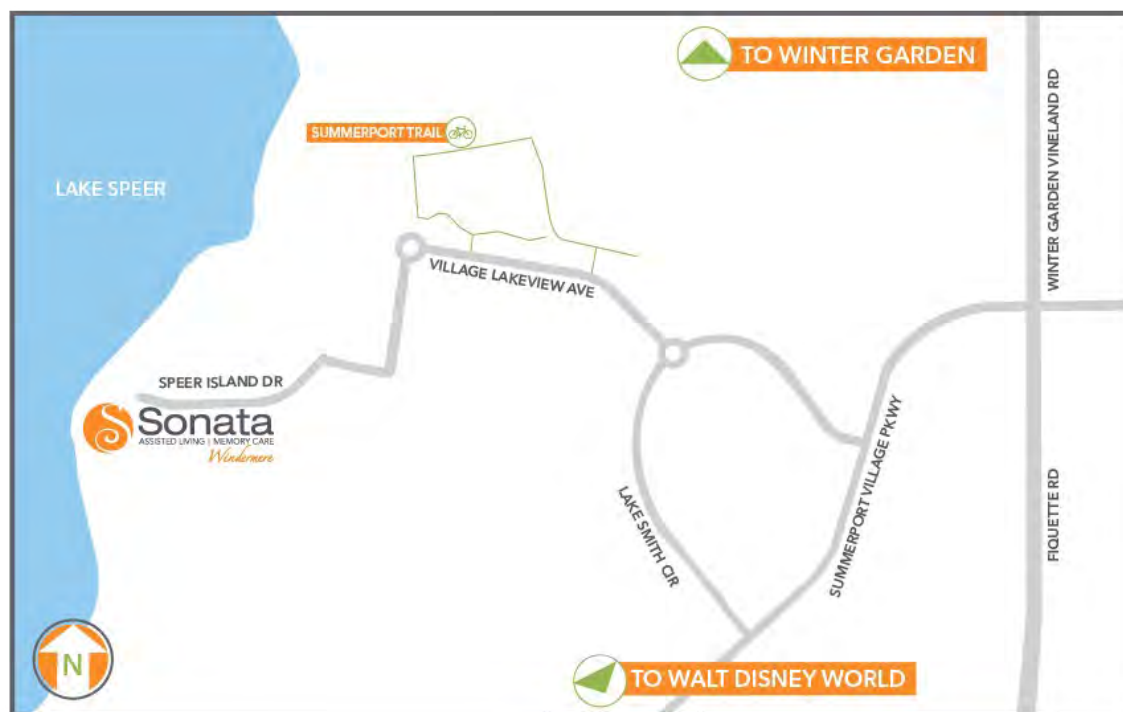 TO WINTER GARDEN
SUMMERPORT TRAIL
WINTER GARDEN VINELAND RD
LAKE SPEER
VILLAGE LAKEVIEW AVE
SPEER ISLAND DR
Sonata
ASSISTED LIVING | MEMORY CARE
Windermere
SUMMERPORT VILLAGE PKWY
LAKE SMITH CIR
FIQUETTE RD
N
TO WALT DISNEY WORLD